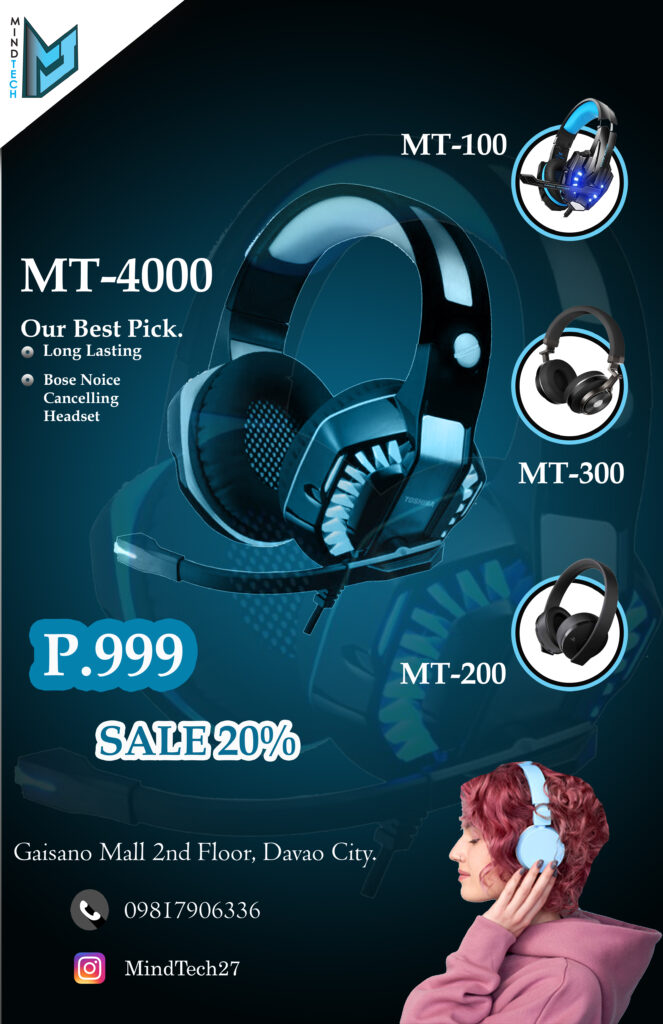 MINDTECH
MT-100
MT-4000
Our Best Pick.
Long Lasting
Bose Noice
Cancelling
Headset
TOSHIBA
MT-300
P.999
MT-200
SALE 20%
Gaisano Mall 2nd Floor, Davao City.
09817906336
MindTech27